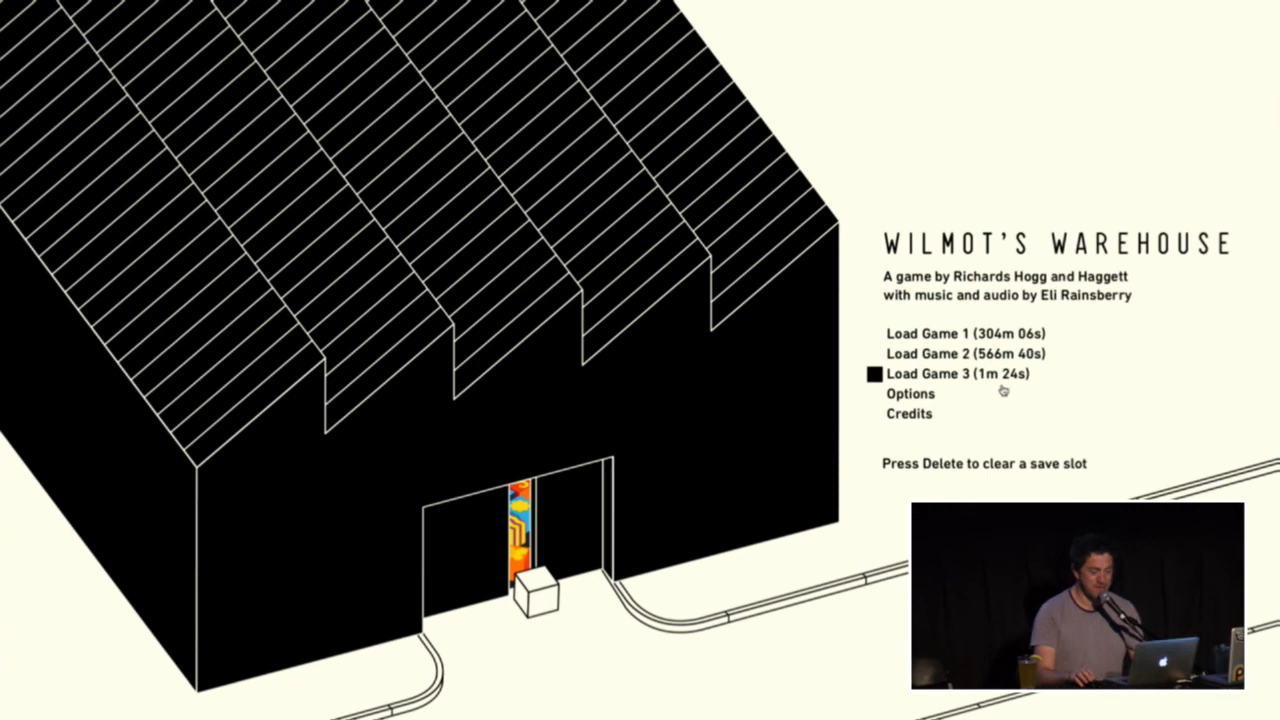 WILMOT'S WAREHOUSE
A game by Richards Hogg and Haggett
with music and audio by Eli Rainsberry
Load Game 1 (304m 06s)
Load Game 2 (566m 40s)
Load Game 3 (1m 24s)
Options
Credits
Press Delete to clear a save slot